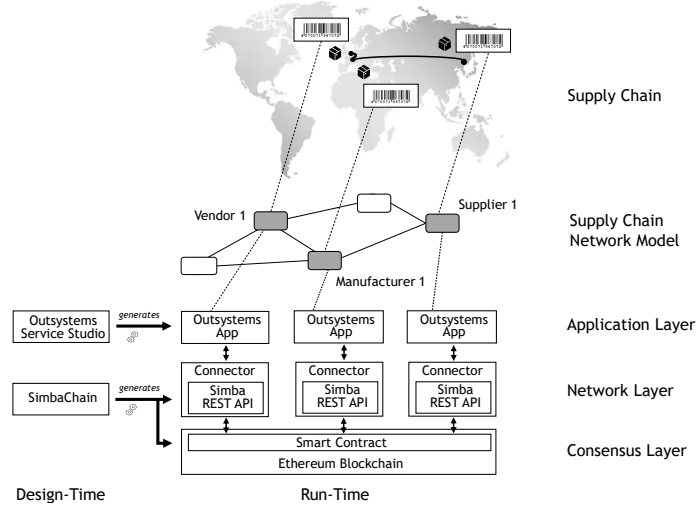 Supply Chain
Vendor 1
Supplier 1
Supply Chain
Network Model
Manufacturer 1
Outsystems
Service Studio
generates
Outsystems
App
Outsystems
App
Outsystems
App
Application Layer
SimbaChain
generates
Connector
Simba
REST API
Connector
Simba
REST API
Connector
Simba
REST API
Network Layer
Smart Contract
Ethereum Blockchain
Consensus Layer
Design-Time
Run-Time